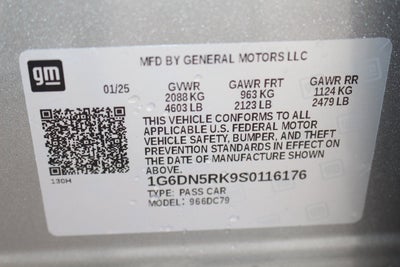 gm
MFD BY GENERAL MOTORS LLC
01/25 GVWR GAWR FRT GAWR RR
2088 KG 963 KG 1124 KG
4603 LB 2123 LB 2479 LB
THIS VEHICLE CONFORMS TO ALL
APPLICABLE U.S. FEDERAL MOTOR
VEHICLE SAFETY, BUMPER, AND THEFT
PREVENTION STANDARDS IN EFFECT ON
THE DATE OF MANUFACTURE SHOWN
ABOVE.
130H 1G6DN5RK9S0116176
TYPE: PASS CAR
MODEL: 966DC79